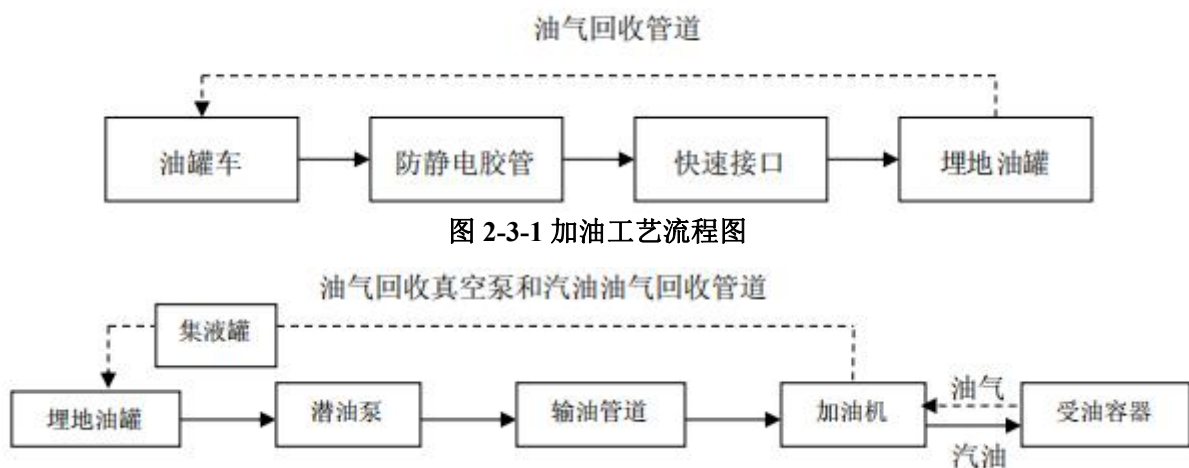 油气回收管道
油罐车 防静电胶管 快速接口 埋地油罐
图 2-3-1 加油工艺流程图
油气回收真空泵和汽油油气回收管道
集液罐
埋地油罐 潜油泵 输油管道 加油机 油气 受油容器
汽油